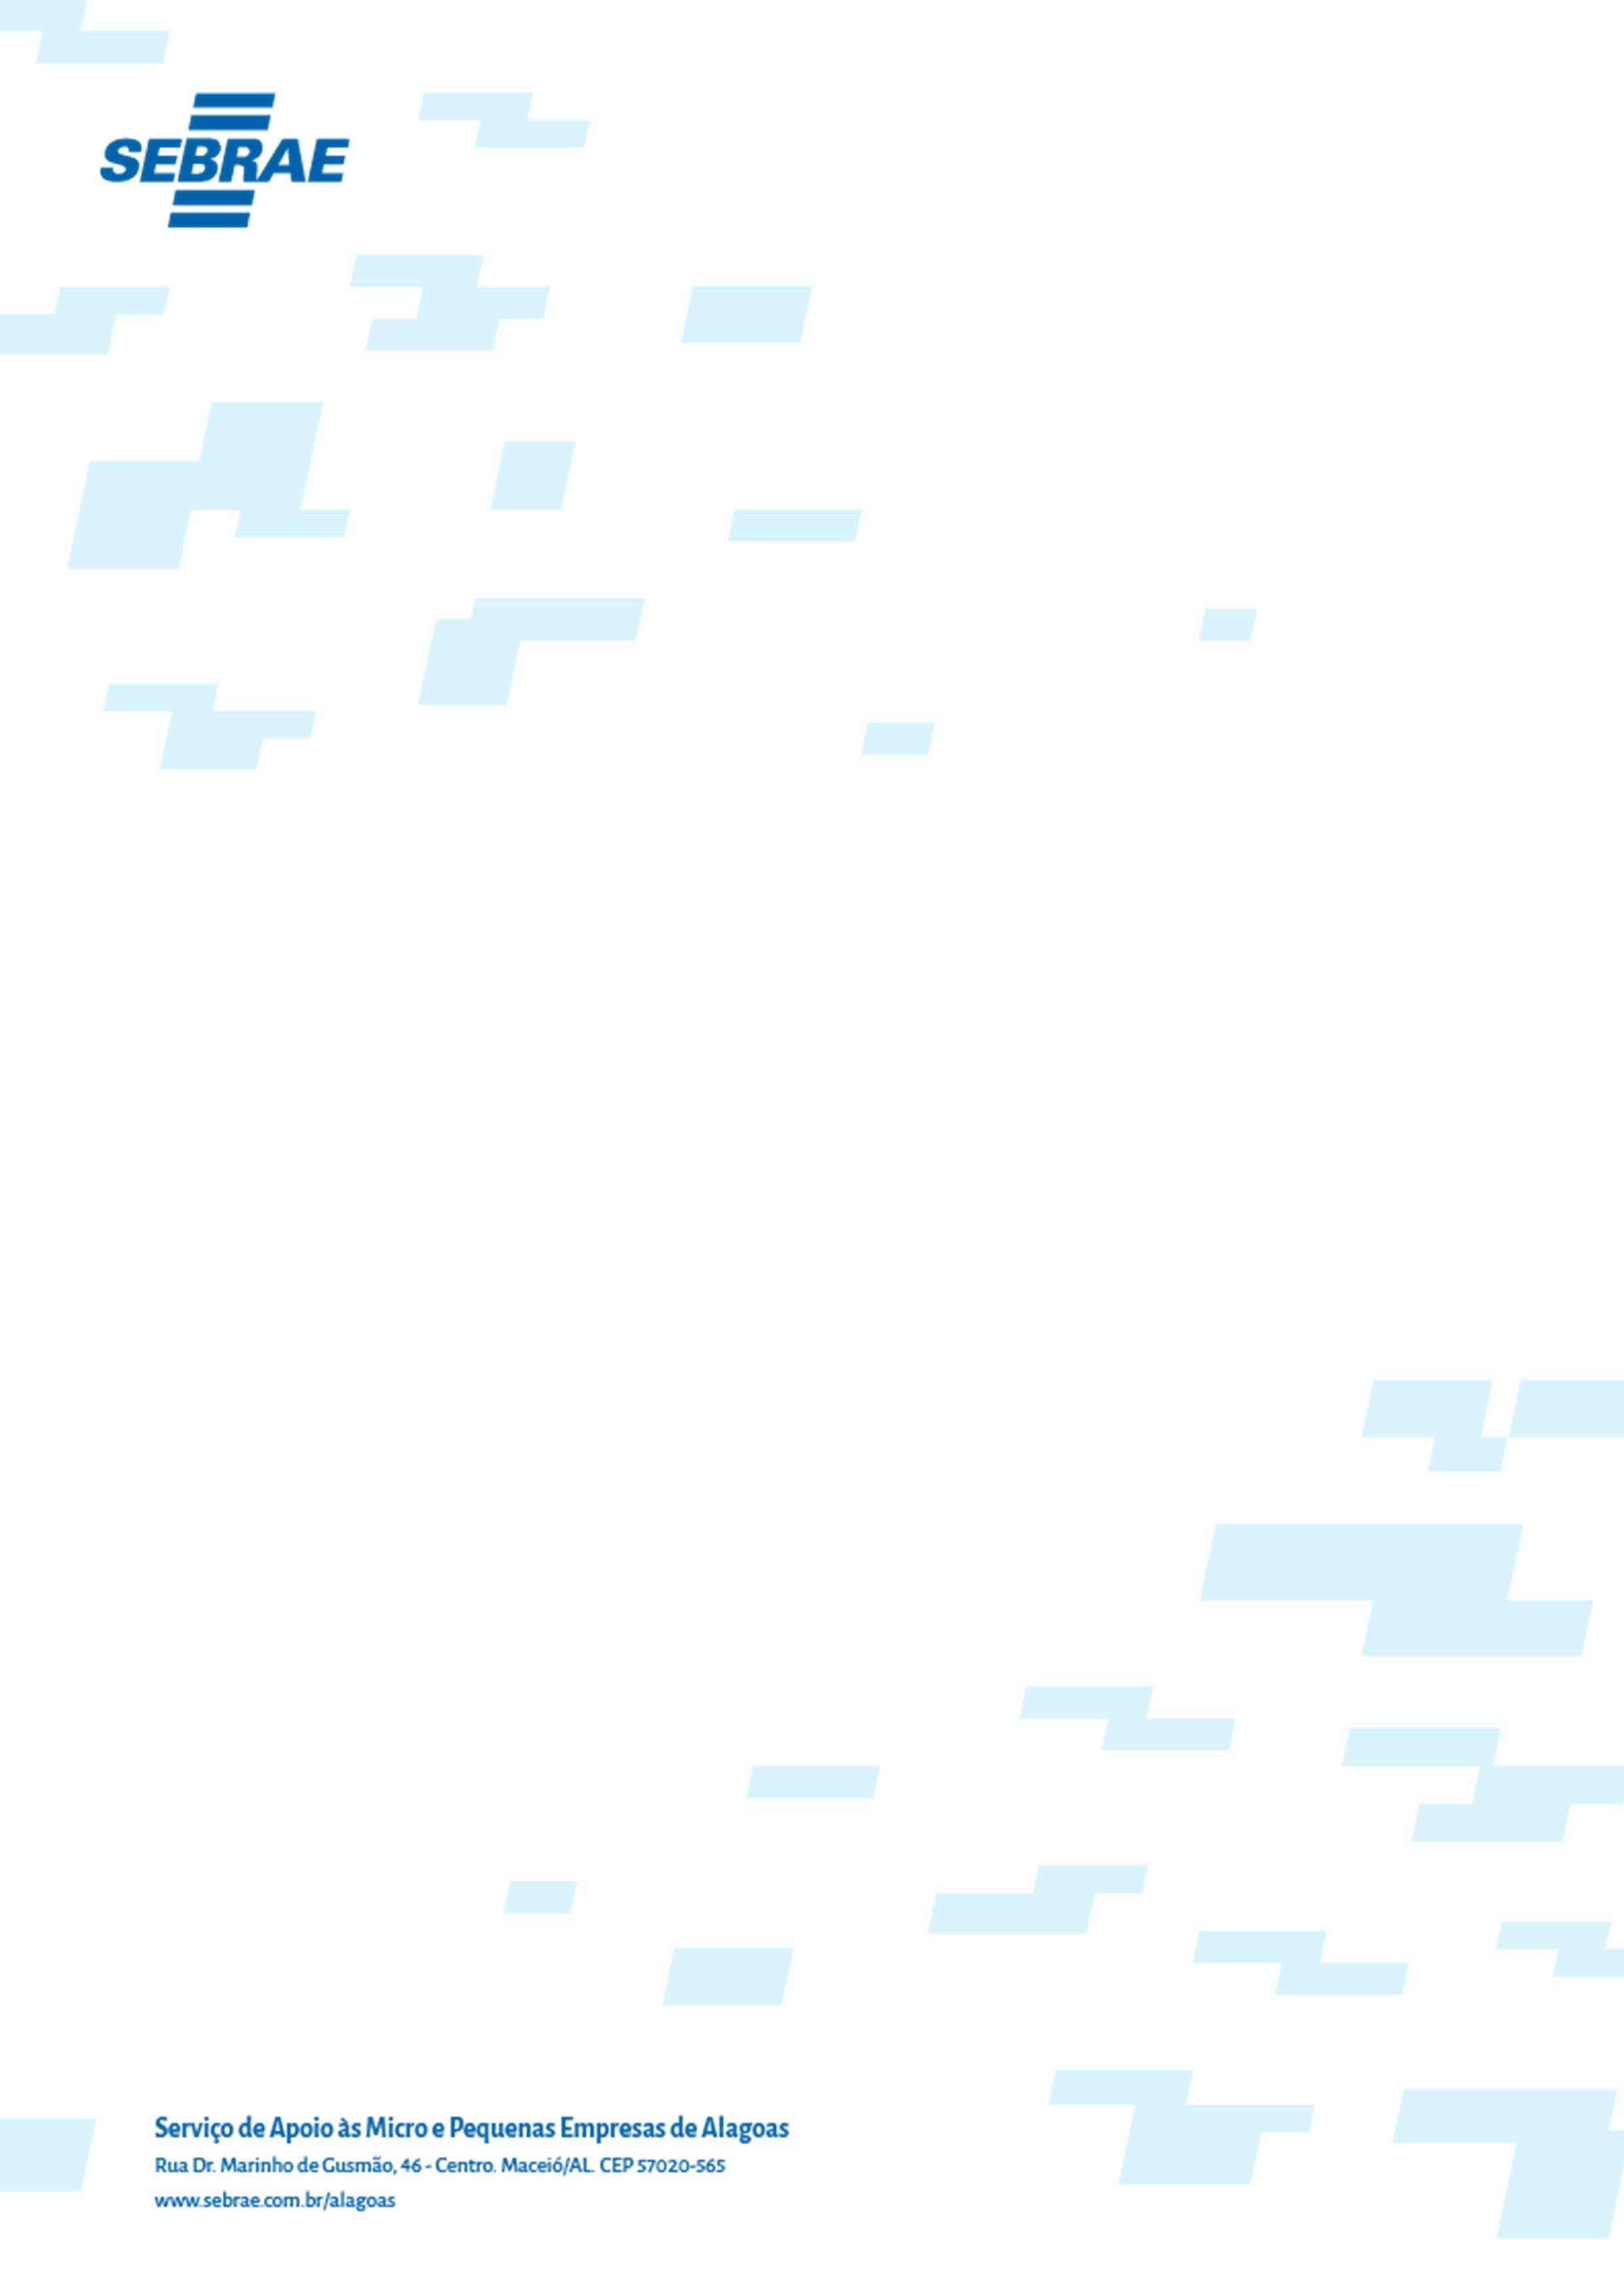 SEBRAE
Serviço de Apoio às Micro e Pequenas Empresas de Alagoas
Rua Dr. Marinho de Gusmão, 46 - Centro. Maceió/AL. CEP 57020-565
www.sebrae.com.br/alagoas